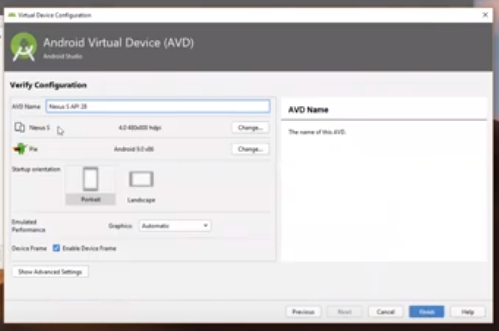 Virtual Device Configuration
Android Virtual Device (AVD)
Android Studio
Verify Configuration
AVD Name Nexus S API 28
AVD Name
The name of this AVD.
Nexus S 4.0 480x800 hdpi Change...
Pie Android 9.0 x86 Change...
Startup orientation
Portrait Landscape
Emulated
Performance
Graphics: Automatic
Device Frame Enable Device Frame
Show Advanced Settings
Previous Next Cancel Finish Help